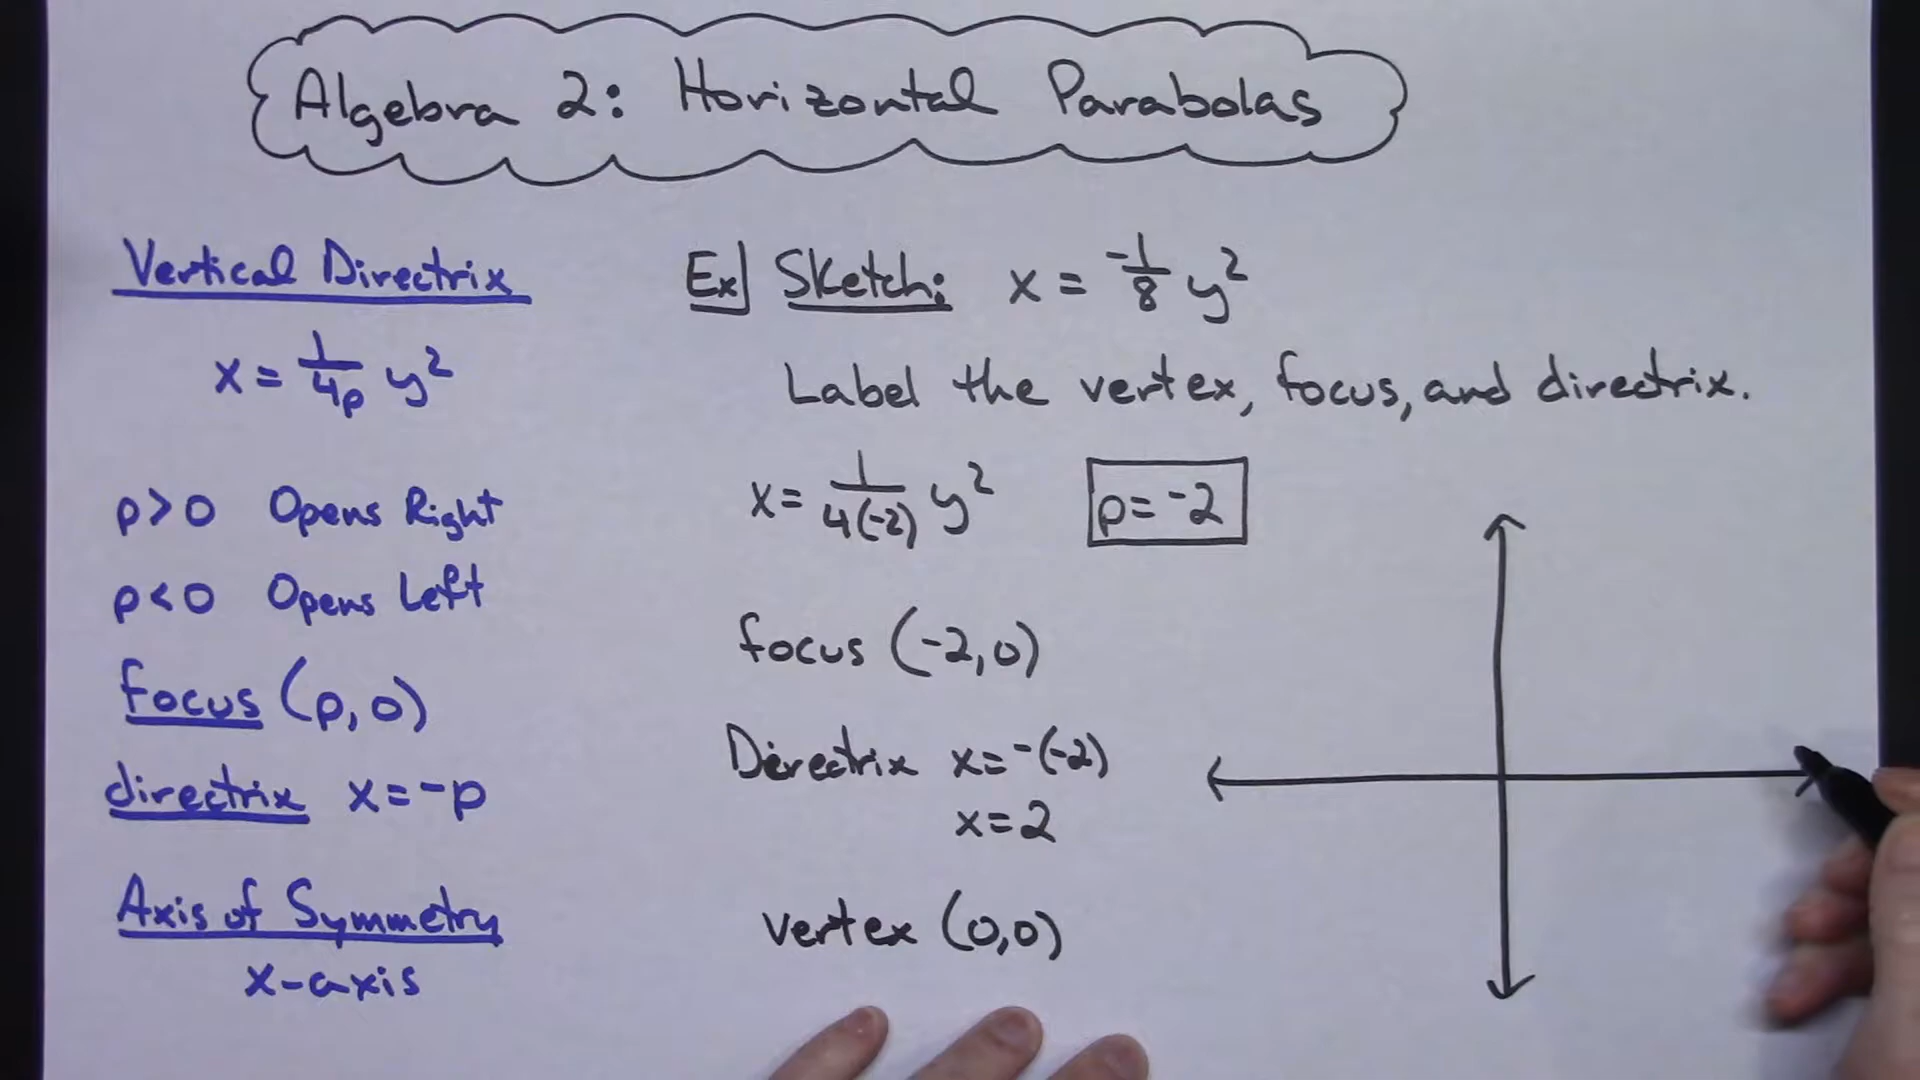 Algebra 2: Horizontal Parabolas
Vertical Directrix
x = 1/4p y²
p>0 Opens Right
p<0 Opens Left
focus (p,0)
directrix x=-p
Axis of Symmetry
x-axis
Ex] Sketch: x = -1/8 y²
Label the vertex, focus, and directrix.
x = 1/4(-2) y² p=-2
focus (-2,0)
Directrix x=-(-2)
x=2
vertex (0,0)